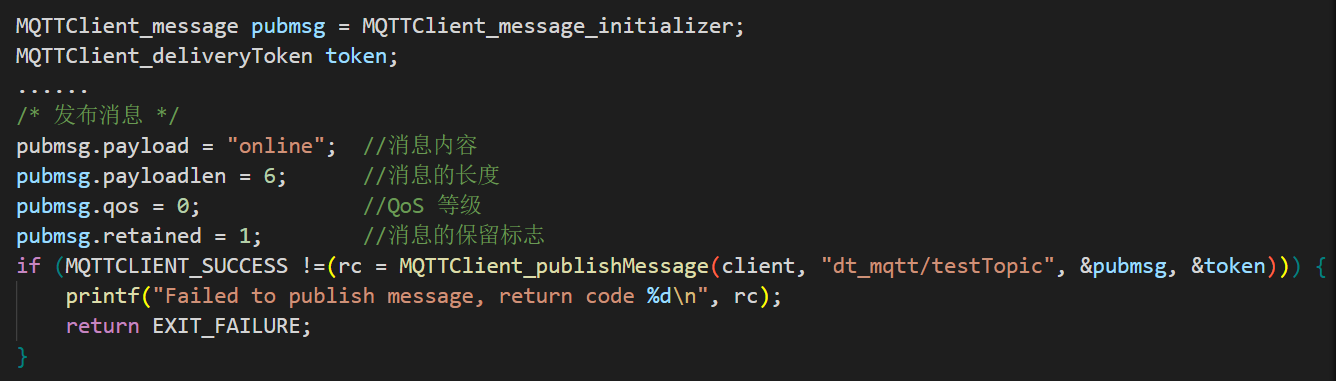 MQTTClient_message pubmsg = MQTTClient_message_initializer;
MQTTClient_deliveryToken token;
......
/* 发布消息 */
pubmsg.payload = "online";  //消息内容
pubmsg.payloadlen = 6;      //消息的长度
pubmsg.qos = 0;             //QoS 等级
pubmsg.retained = 1;        //消息的保留标志
if (MQTTCLIENT_SUCCESS !=(rc = MQTTClient_publishMessage(client, "dt_mqtt/testTopic", &pubmsg, &token))) {
    printf("Failed to publish message, return code %d\n", rc);
    return EXIT_FAILURE;
}